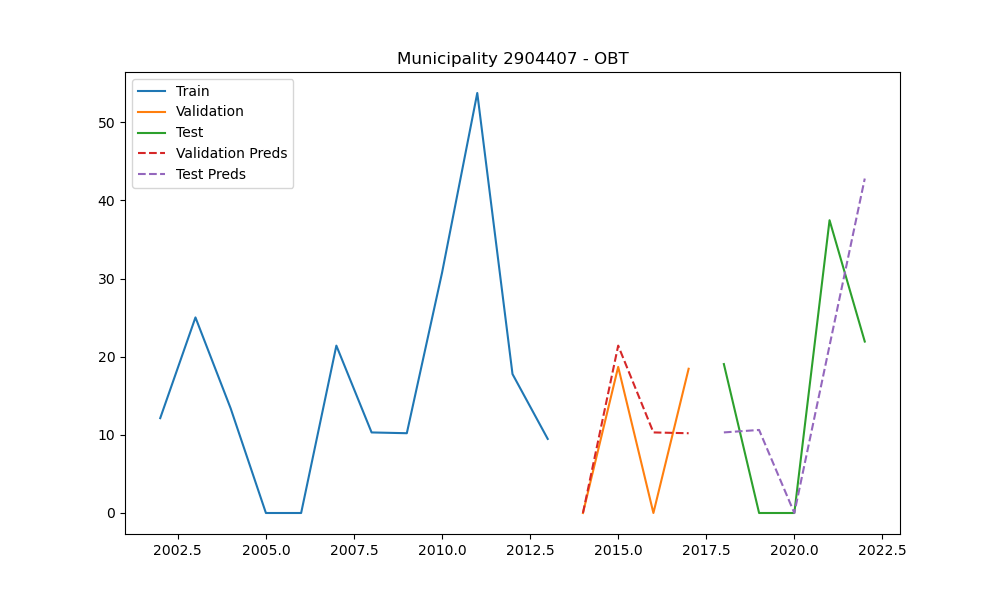 Municipality 2904407 - OBT
Train
Validation
Test
Validation Preds
Test Preds
50
40
30
20
10
0
2002.5 2005.0 2007.5 2010.0 2012.5 2015.0 2017.5 2020.0 2022.5